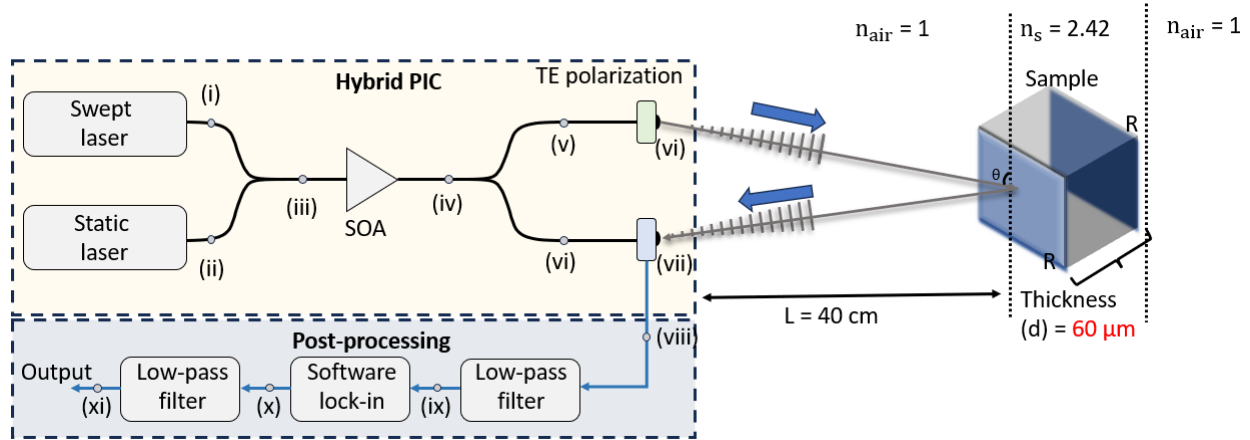 n_air = 1
n_s = 2.42
n_air = 1
Hybrid PIC
TE polarization
Sample
Swept
laser
(i)
(v)
(vi)
R
θ
(iii)
SOA
(iv)
Static
laser
(ii)
(vi)
(vii)
R
L = 40 cm
Thickness
(d) = 60 μm
Post-processing
(viii)
Output
Low-pass
filter
Software
lock-in
Low-pass
filter
(xi)
(x)
(ix)